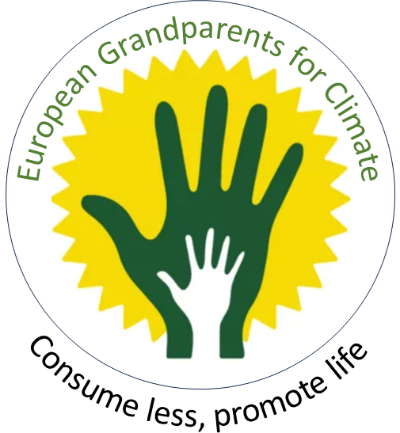 European Grandparents for Climate
Consume less, promote life